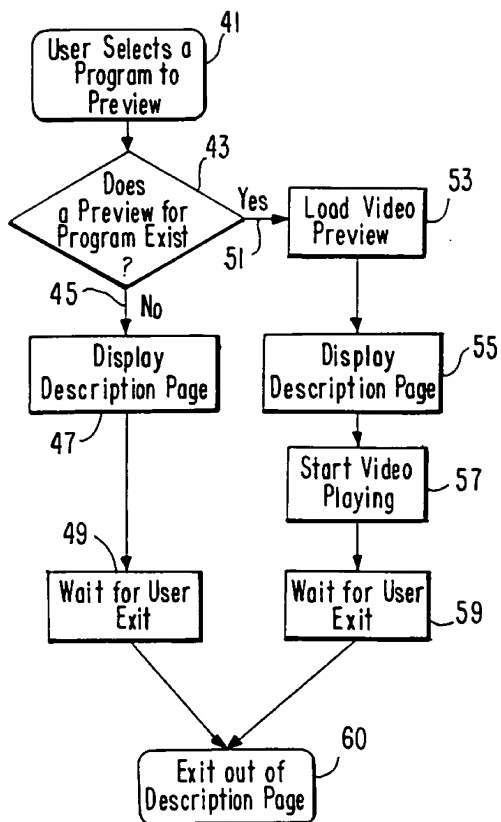 41
User Selects a
Program to
Preview
43
Does
a Preview for
Program Exist
?
Yes
51
Load Video
Preview
53
45
No
Display
Description Page
47
Display
Description Page
55
Start Video
Playing
57
49
Wait for User
Exit
Wait for User
Exit
59
60
Exit out of
Description Page